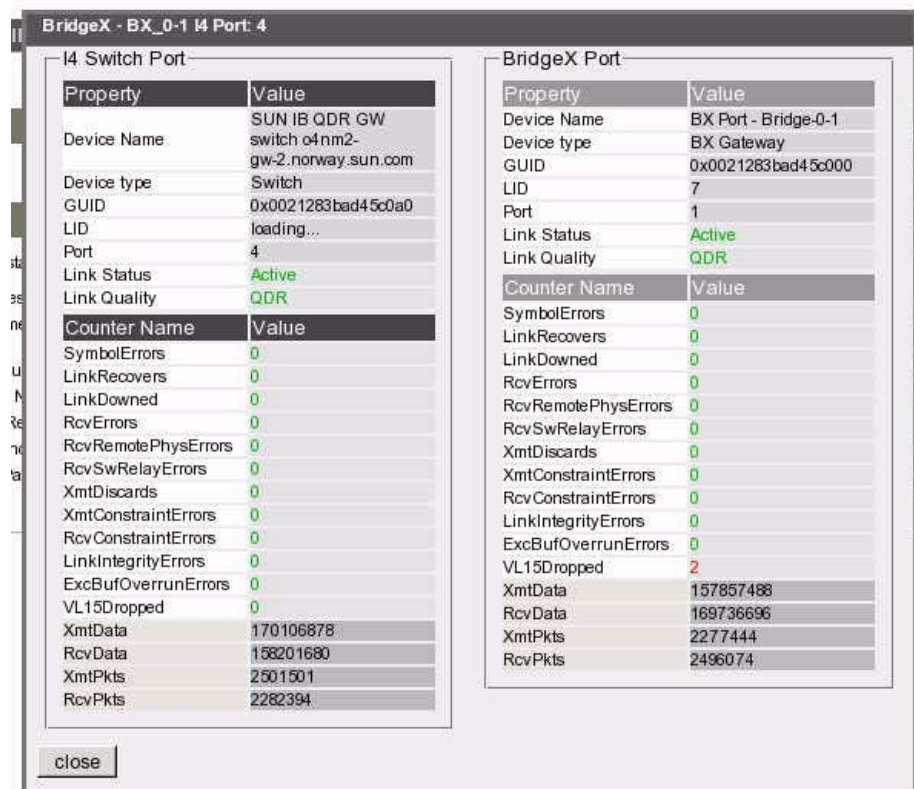 BridgeX - BX_0-1 I4 Port: 4
I4 Switch Port
Property Value
Device Name SUN IB QDR GW
switch o4nm2-
gw-2.norway.sun.com
Device type Switch
GUID 0x0021283bad45c0a0
LID loading...
Port 4
Link Status Active
Link Quality QDR
Counter Name Value
SymbolErrors 0
LinkRecovers 0
LinkDowned 0
RcvErrors 0
RcvRemotePhysErrors 0
RcvSwRelayErrors 0
XmtDiscards 0
XmtConstraintErrors 0
RcvConstraintErrors 0
LinkIntegrityErrors 0
ExcBufOverrunErrors 0
VL15Dropped 0
XmtData 170106878
RcvData 158201680
XmtPkts 2501501
RcvPkts 2282394
BridgeX Port
Property Value
Device Name BX Port - Bridge-0-1
Device type BX Gateway
GUID 0x0021283bad45c000
LID 7
Port 1
Link Status Active
Link Quality QDR
Counter Name Value
SymbolErrors 0
LinkRecovers 0
LinkDowned 0
RcvErrors 0
RcvRemotePhysErrors 0
RcvSwRelayErrors 0
XmtDiscards 0
XmtConstraintErrors 0
RcvConstraintErrors 0
LinkIntegrityErrors 0
ExcBufOverrunErrors 0
VL15Dropped 2
XmtData 157857488
RcvData 169736696
XmtPkts 2277444
RcvPkts 2496074
close